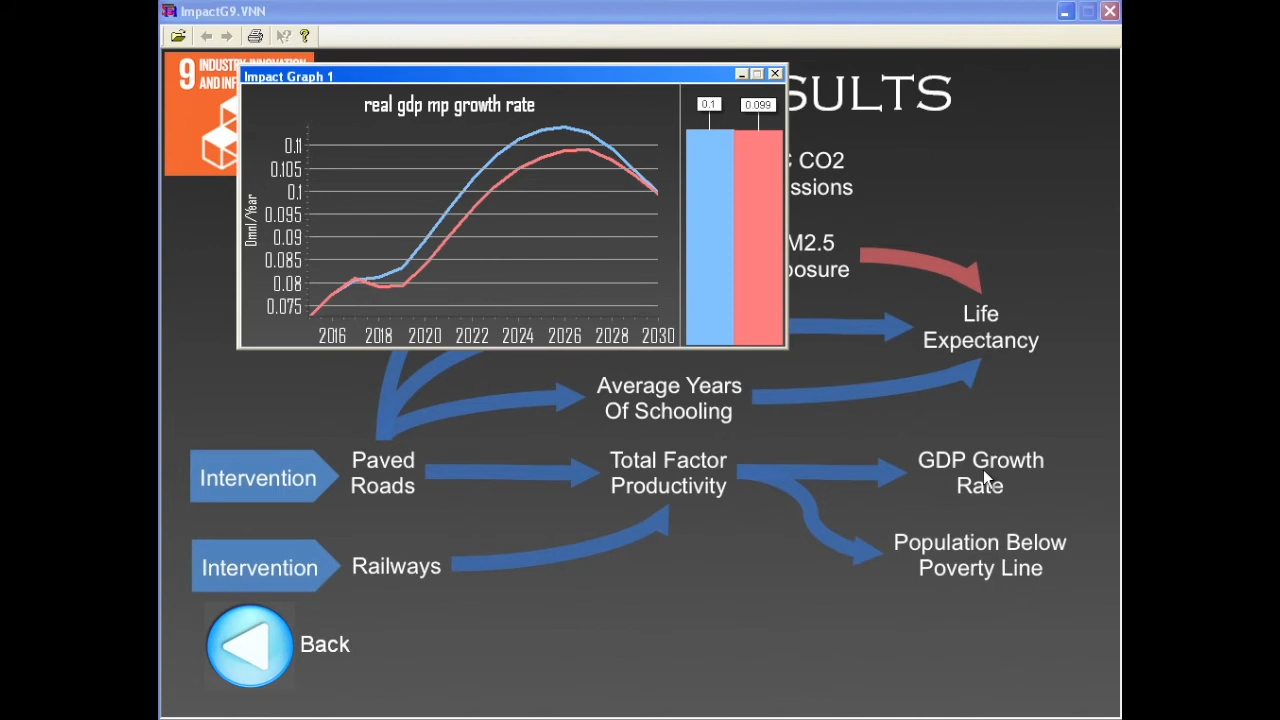 ImpactG9.VNN
9 INDUSTRY, INNOVATION
AND INF
SULTS
Impact Graph 1
real gdp mp growth rate
0.1
0.099
Dmnl/Year
0.11
0.105
0.1
0.095
0.09
0.085
0.08
0.075
2016 2018 2020 2022 2024 2026 2028 2030
CO2
ssions
M2.5
posure
Life
Expectancy
Average Years
Of Schooling
Intervention
Paved
Roads
Total Factor
Productivity
GDP Growth
Rate
Intervention
Railways
Population Below
Poverty Line
Back